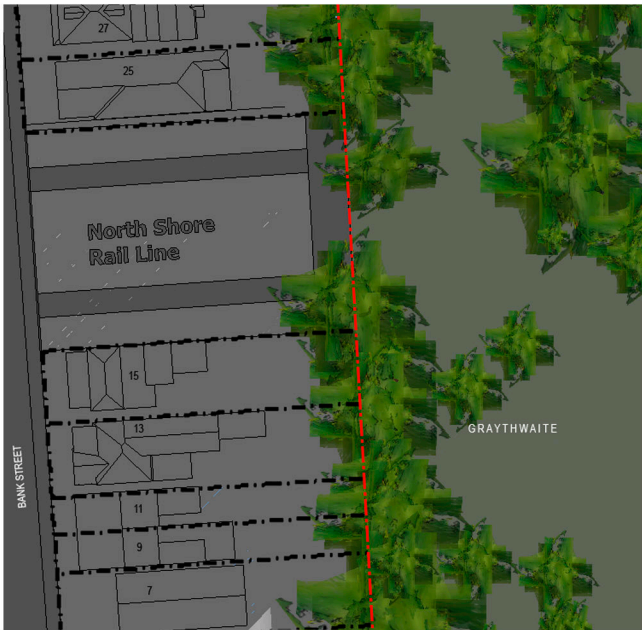 27
25
North Shore
Rail Line
15
13
GRAYTHWAITE
BANK STREET
11
9
7